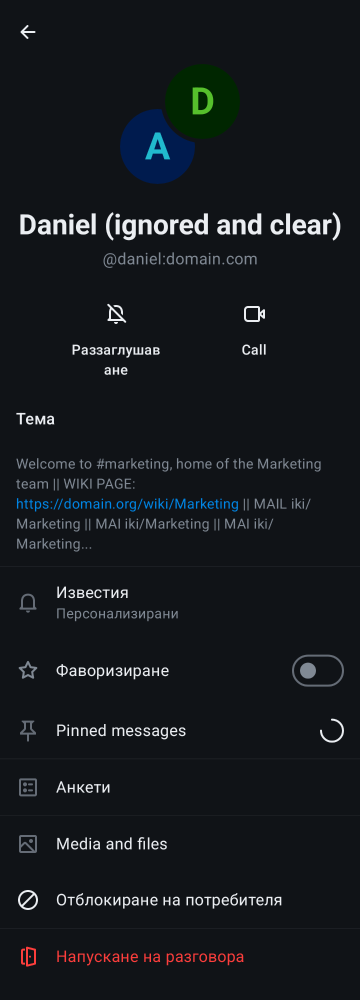 D
A
Daniel (ignored and clear)
@daniel:domain.com
Раззаглушав
ане
Call
Тема
Welcome to #marketing, home of the Marketing
team || WIKI PAGE:
https://domain.org/wiki/Marketing || MAIL iki/
Marketing || MAI iki/Marketing || MAI iki/
Marketing...
Известия
Персонализирани
Фаворизиране
Pinned messages
Анкети
Media and files
Отблокиране на потребителя
Напускане на разговора